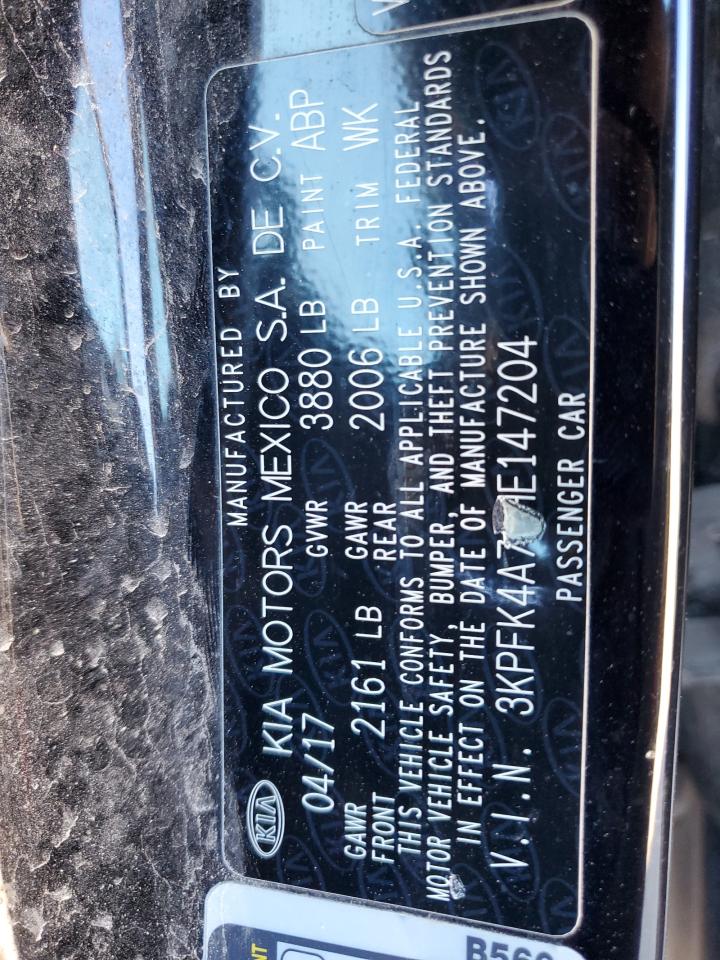 MANUFACTURED BY
KIA KIA MOTORS MEXICO S.A. DE C.V.
04/17 GVWR 3880 LB PAINT ABP
GAWR FRONT 2161 LB GAWR REAR 2006 LB TRIM WK
THIS VEHICLE CONFORMS TO ALL APPLICABLE U.S.A. FEDERAL
MOTOR VEHICLE SAFETY, BUMPER, AND THEFT PREVENTION STANDARDS
IN EFFECT ON THE DATE OF MANUFACTURE SHOWN ABOVE.
V.I.N.
PASSENGER CAR